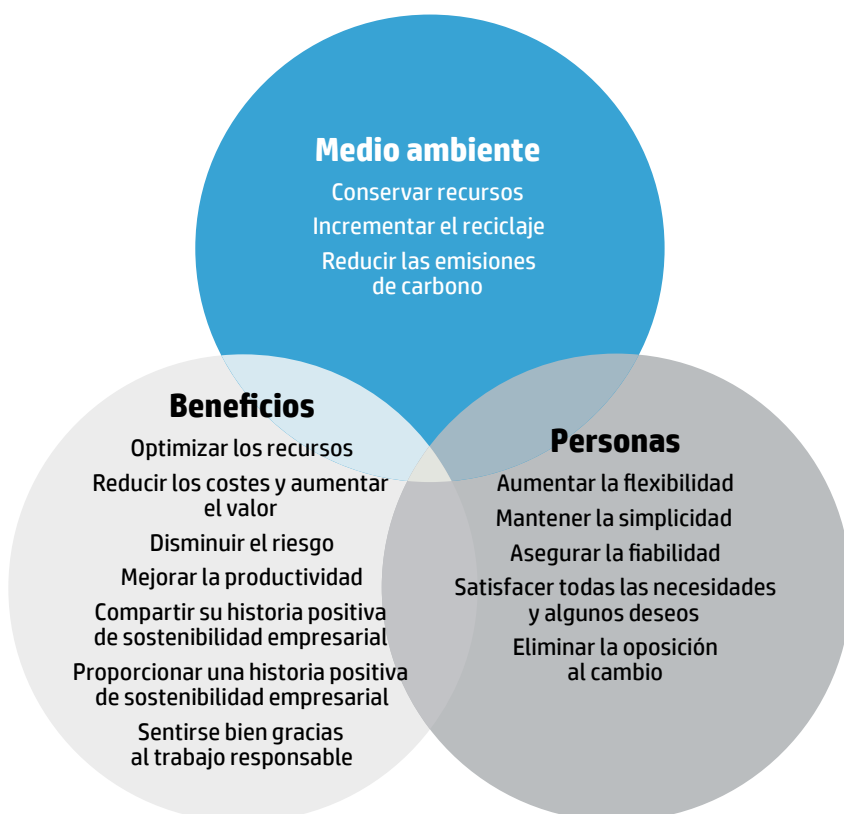 Medio ambiente
Conservar recursos
Incrementar el reciclaje
Reducir las emisiones
de carbono
Beneficios
Optimizar los recursos
Reducir los costes y aumentar
el valor
Disminuir el riesgo
Mejorar la productividad
Compartir su historia positiva
de sostenibilidad empresarial
Proporcionar una historia positiva
de sostenibilidad empresarial
Sentirse bien gracias
al trabajo responsable
Personas
Aumentar la flexibilidad
Mantener la simplicidad
Asegurar la fiabilidad
Satisfacer todas las necesidades
y algunos deseos
Eliminar la oposición
al cambio